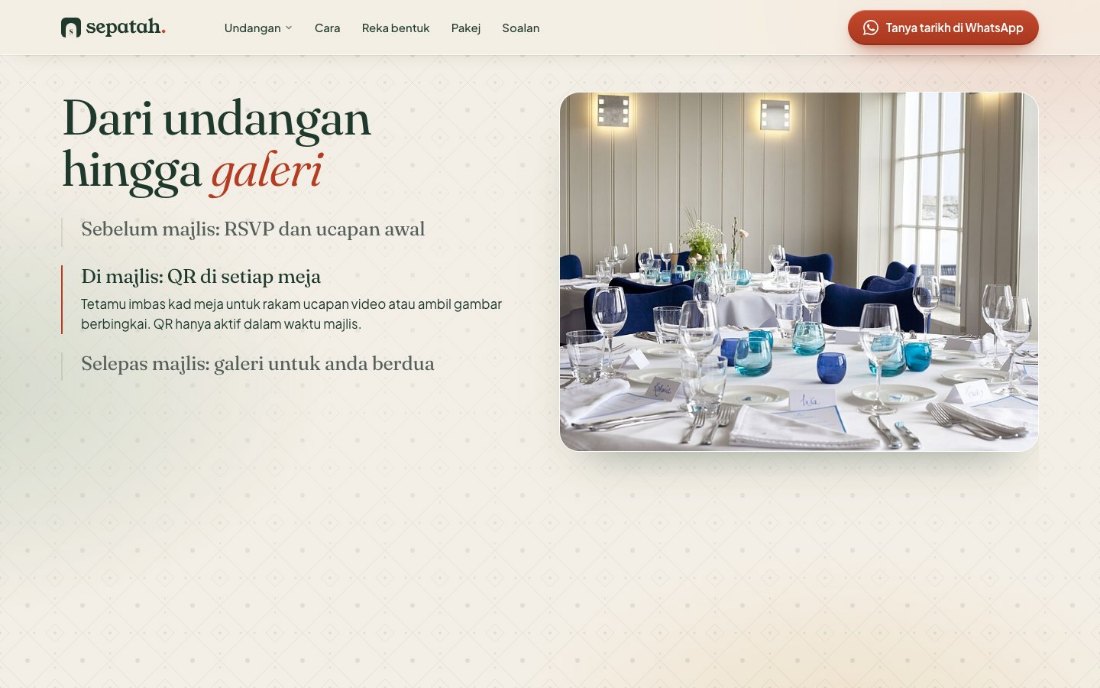 sepatah.
Undangan
Cara
Reka bentuk
Pakej
Soalan
Tanya tarikh di WhatsApp
Dari undangan
hingga galeri
Sebelum majlis: RSVP dan ucapan awal
Di majlis: QR di setiap meja
Tetamu imbas kad meja untuk rakam ucapan video atau ambil gambar
berbingkai. QR hanya aktif dalam waktu majlis.
Selepas majlis: galeri untuk anda berdua